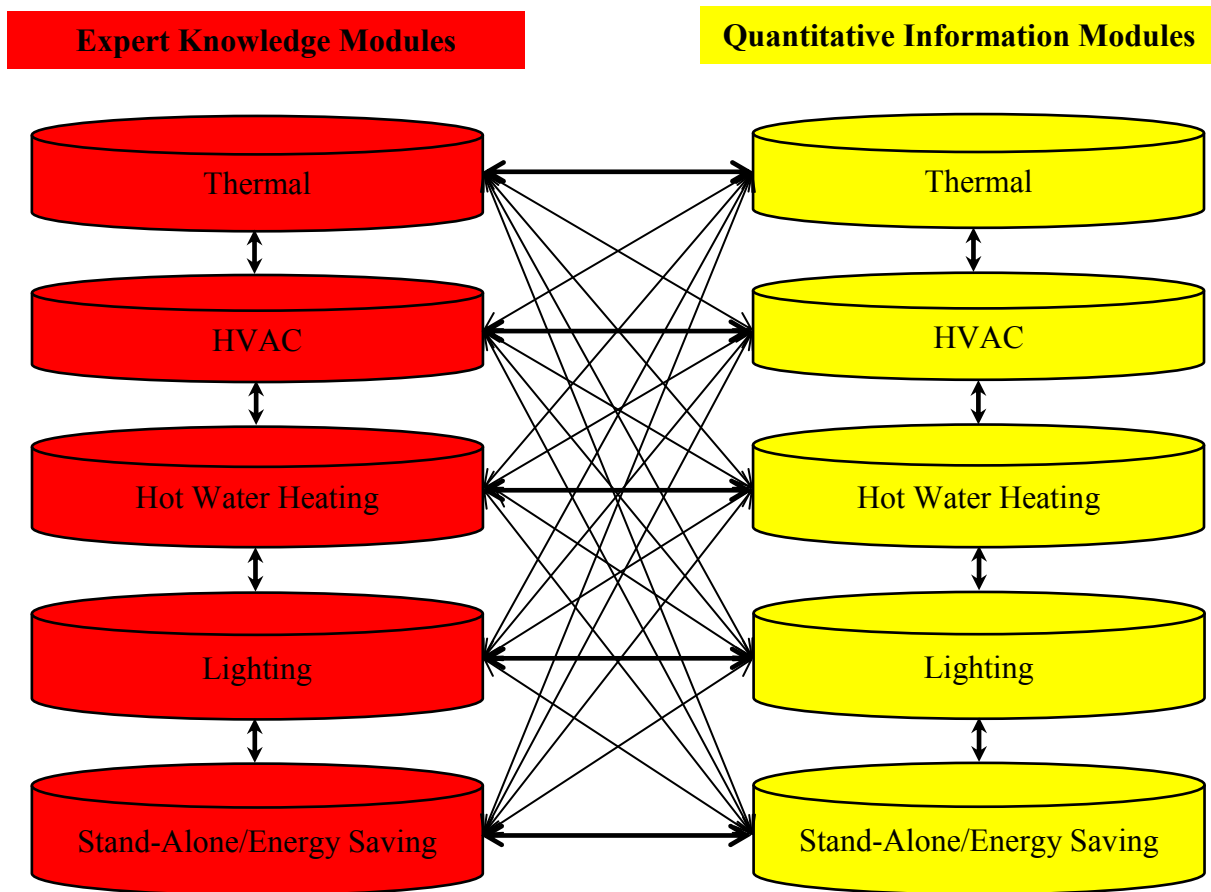 Expert Knowledge Modules
Quantitative Information Modules
Thermal
Thermal
HVAC
HVAC
Hot Water Heating
Hot Water Heating
Lighting
Lighting
Stand-Alone/Energy Saving
Stand-Alone/Energy Saving